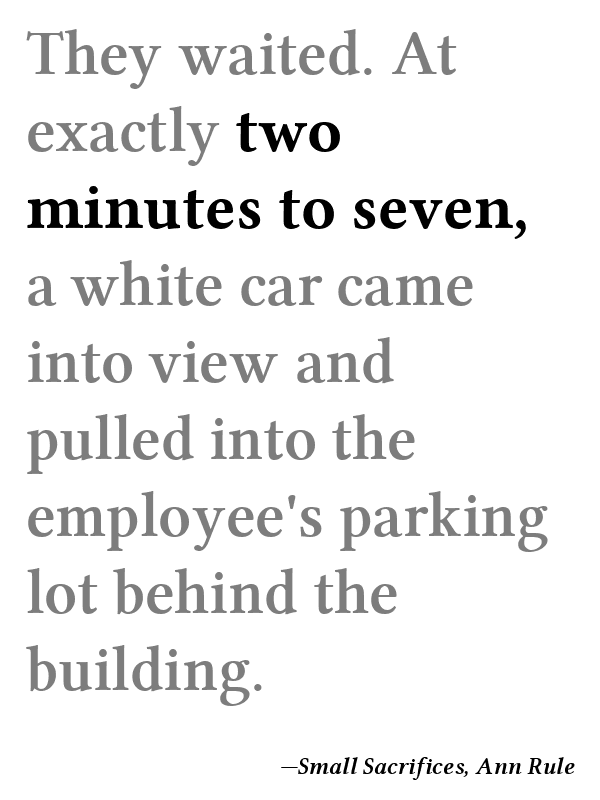 They waited. At
exactly two
minutes to seven,
a white car came
into view and
pulled into the
employee's parking
lot behind the
building.
—Small Sacrifices, Ann Rule